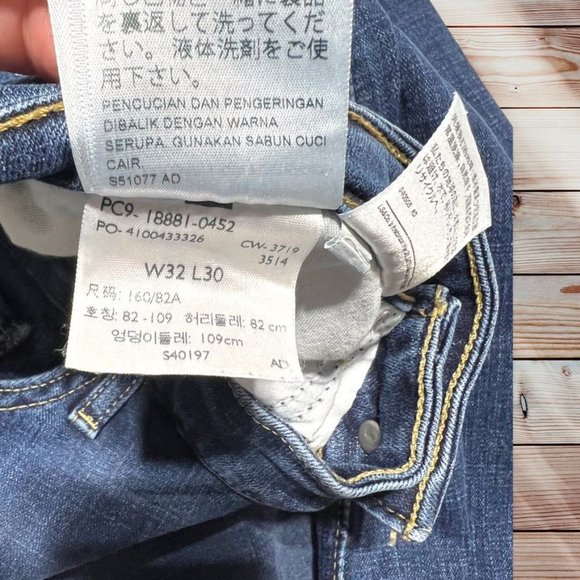 を裏返して洗ってくだ
さい。液体洗剤をご使
用下さい。
PENCUCIAN DAN PENGERINGAN
DIBALIK DENGAN WARNA
SERUPA. GUNAKAN SABUN CUCI
CAIR.
S51077 AD
PC9-18881-0452
PO-4100433326
CW-3719
3514
W32 L30
尺码: 160/82A
호칭: 82-109 허리둘레: 82 cm
엉덩이둘레: 109cm
S40197
AD